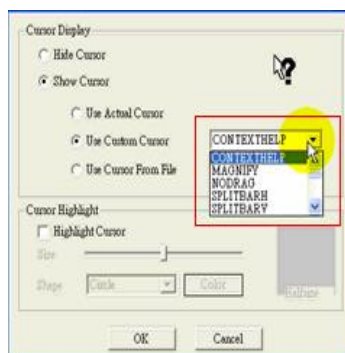 Cursor Display
Hide Cursor
Show Cursor
Use Actual Cursor
Use Custom Cursor
CONTEXTHELP
Use Cursor From File
CONTEXTHELP
MAGNIFY
NODRAG
SPLITBARH
SPLITBARV
Cursor Highlight
Highlight Cursor
Size
Shape
Circle
Color
Halftone
OK
Cancel